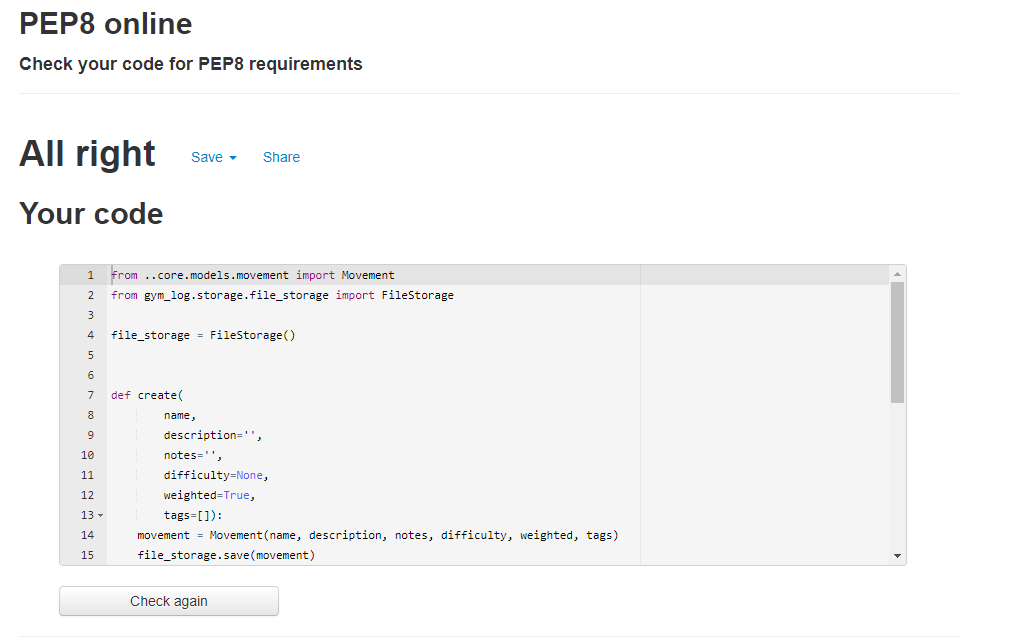 PEP8 online
Check your code for PEP8 requirements
All right Save Share
Your code
1 from ..core.models.movement import Movement
2 from gym_log.storage.file_storage import FileStorage
3
4 file_storage = FileStorage()
5
6
7 def create(
8 name,
9 description='',
10 notes='',
11 difficulty=None,
12 weighted=True,
13 tags=[]):
14 movement = Movement(name, description, notes, difficulty, weighted, tags)
15 file_storage.save(movement)
Check again